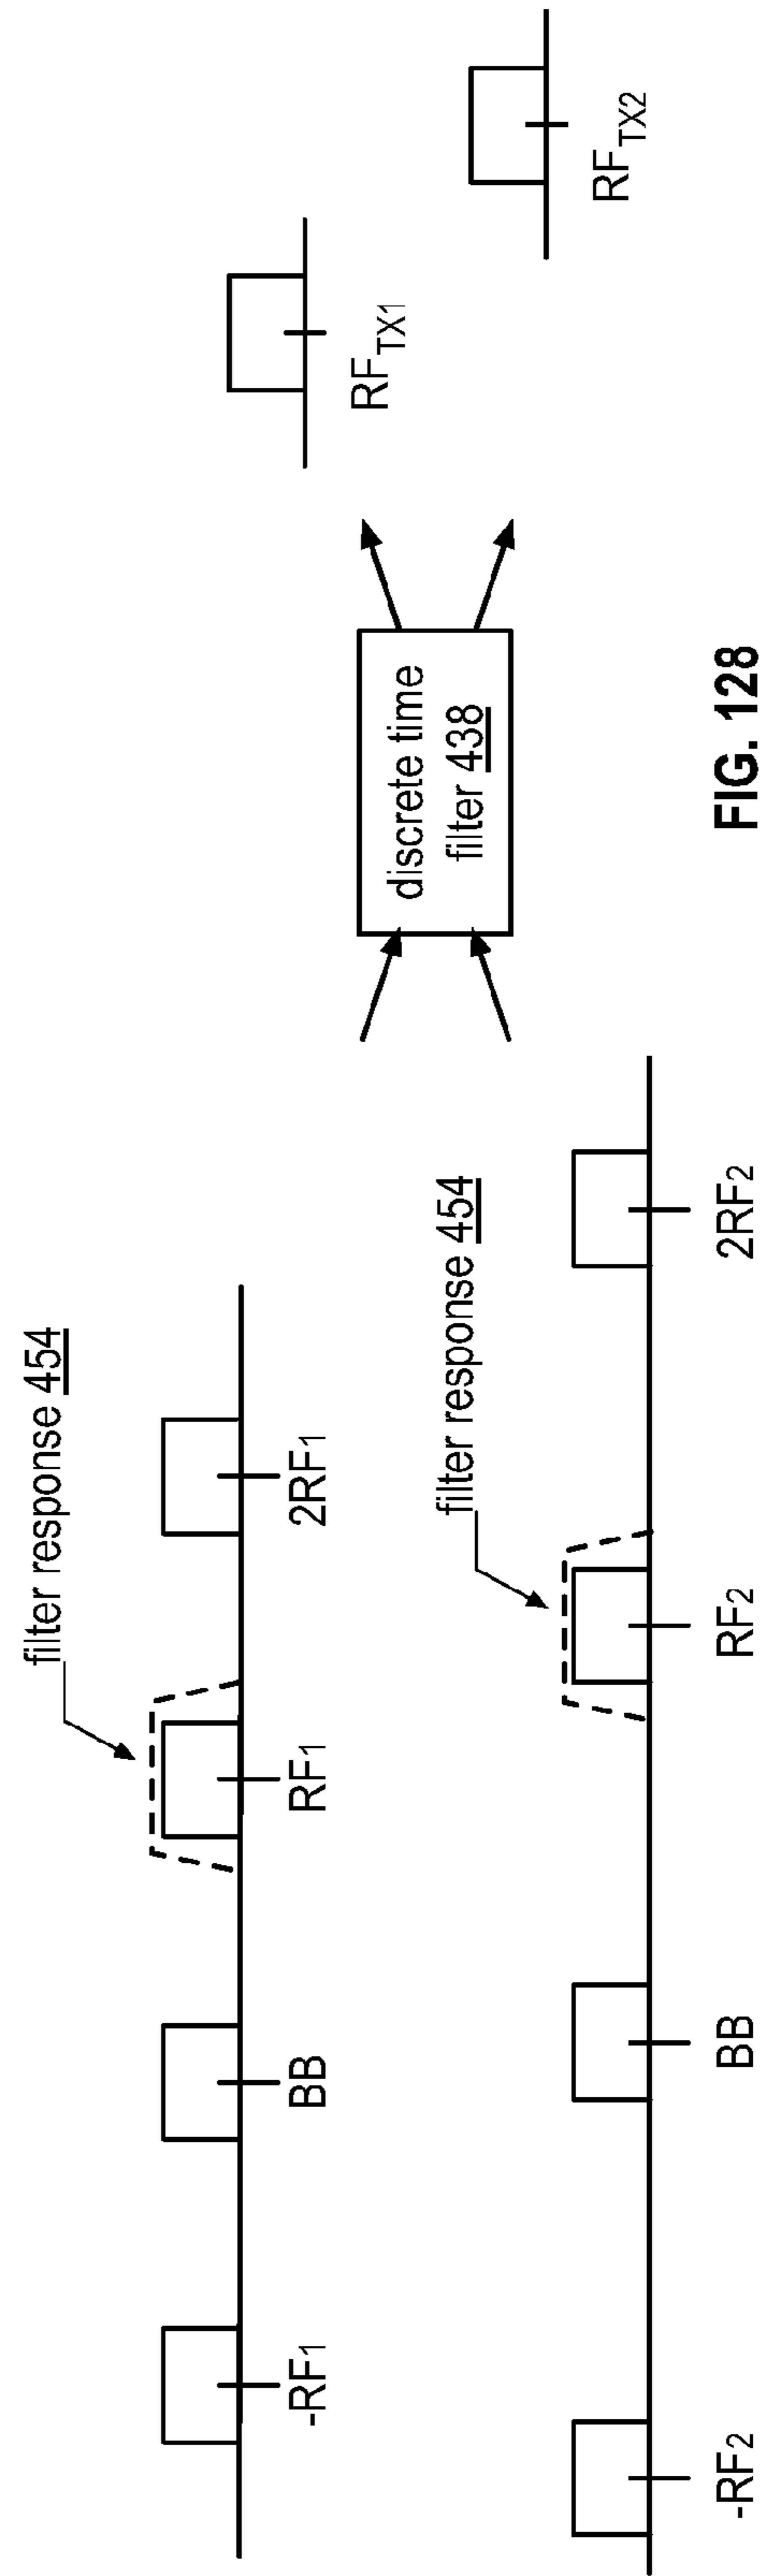 filter response 454
-RF1
BB
RF1
2RF1
filter response 454
-RF2
BB
RF2
2RF2
discrete time
filter 438
RFTX1
RFTX2
FIG. 128